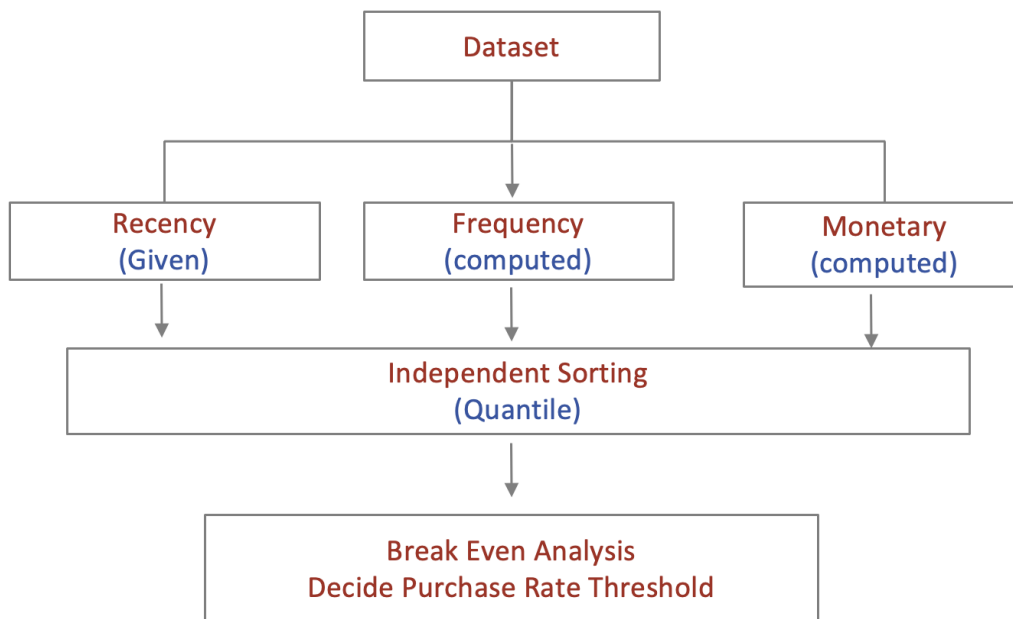 Dataset
Recency
(Given)
Frequency
(computed)
Monetary
(computed)
Independent Sorting
(Quantile)
Break Even Analysis
Decide Purchase Rate Threshold